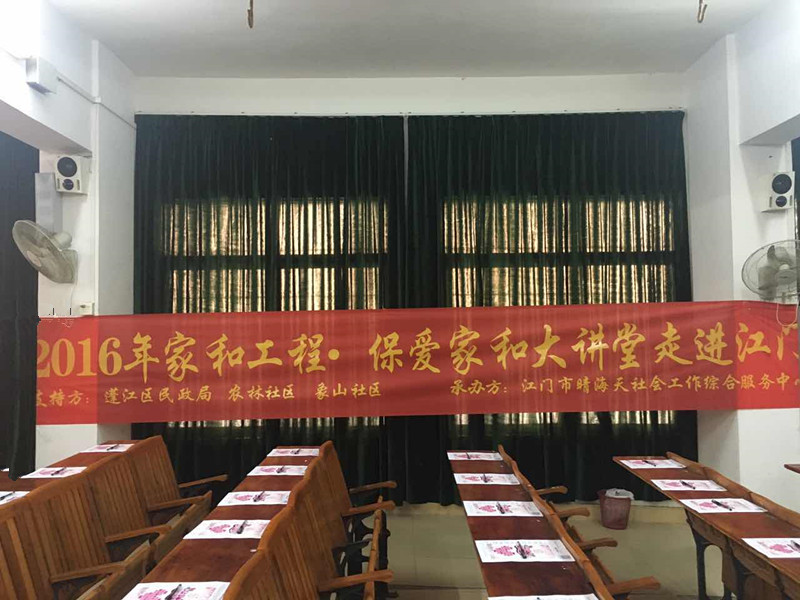 2016年家和工程·保爱家和大讲堂走进江门
支持方：蓬江区民政局 农林社区 象山社区 承办方：江门市晴海天社会工作综合服务中心